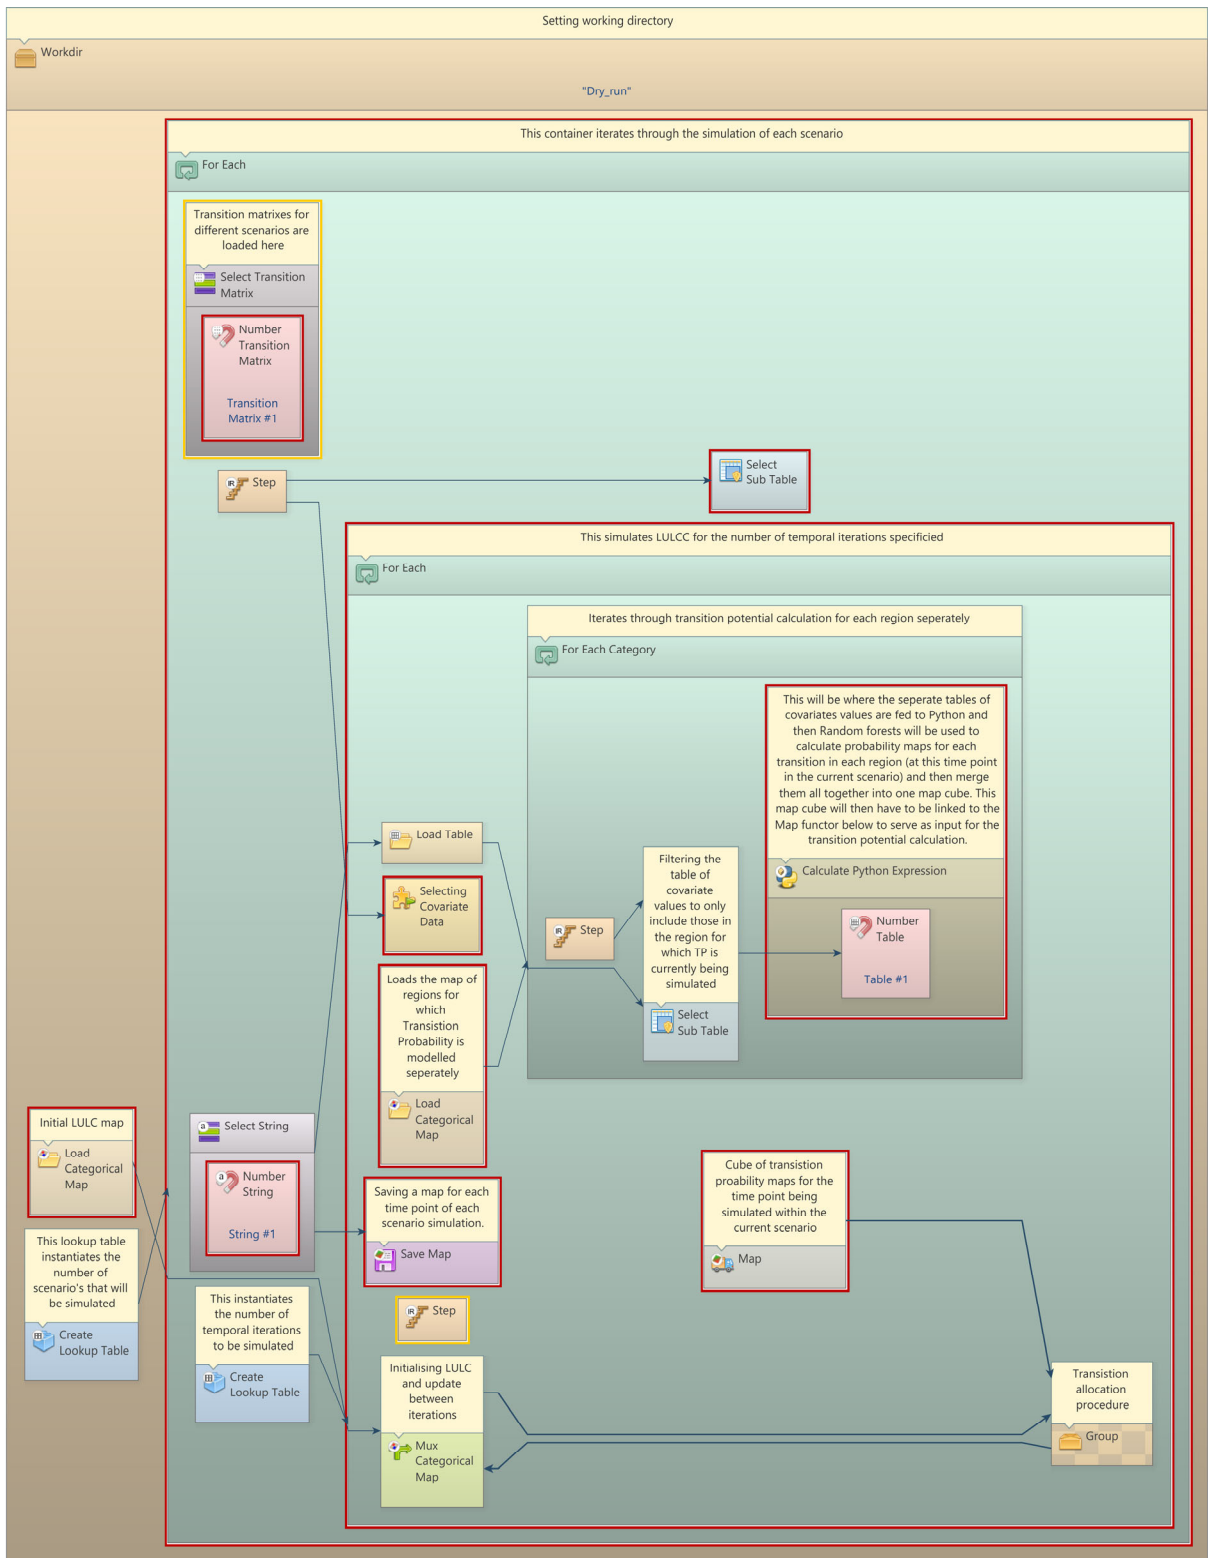 Setting working directory
Workdir
"Dry_run"
This container iterates through the simulation of each scenario
For Each
Transition matrixes for
different scenarios are
loaded here
Select Transition
Matrix
Number
Transition
Matrix
Transition
Matrix #1
Step
Select
Sub Table
This simulates LULCC for the number of temporal iterations specificied
For Each
Iterates through transition potential calculation for each region seperately
For Each Category
This will be where the seperate tables of
covariates values are fed to Python and
then Random forests will be used to
calculate probability maps for each
transition in each region (at this time point
in the current scenario) and then merge
them all together into one map cube. This
map cube will then have to be linked to the
Map functor below to serve as input for the
transition potential calculation.
Calculate Python Expression
Number
Table
Table #1
Load Table
Selecting
Covariate
Data
Step
Filtering the
table of
covariate
values to only
include those in
the region for
which TP is
currently being
simulated
Select
Sub Table
Loads the map of
regions for
which
Transistion
Probability is
modelled
seperately
Load
Categorical
Map
Initial LULC map
Load
Categorical
Map
Select String
Number
String
String #1
Saving a map for each
time point of each
scenario simulation.
Save Map
Cube of transistion
proability maps for the
time point being
simulated within the
current scenario
Map
This lookup table
instantiates the
number of
scenario's that will
be simulated
Create
Lookup Table
This instantiates
the number of
temporal iterations
to be simulated
Create
Lookup Table
Step
Initialising LULC
and update
between
iterations
Mux
Categorical
Map
Transistion
allocation
procedure
Group